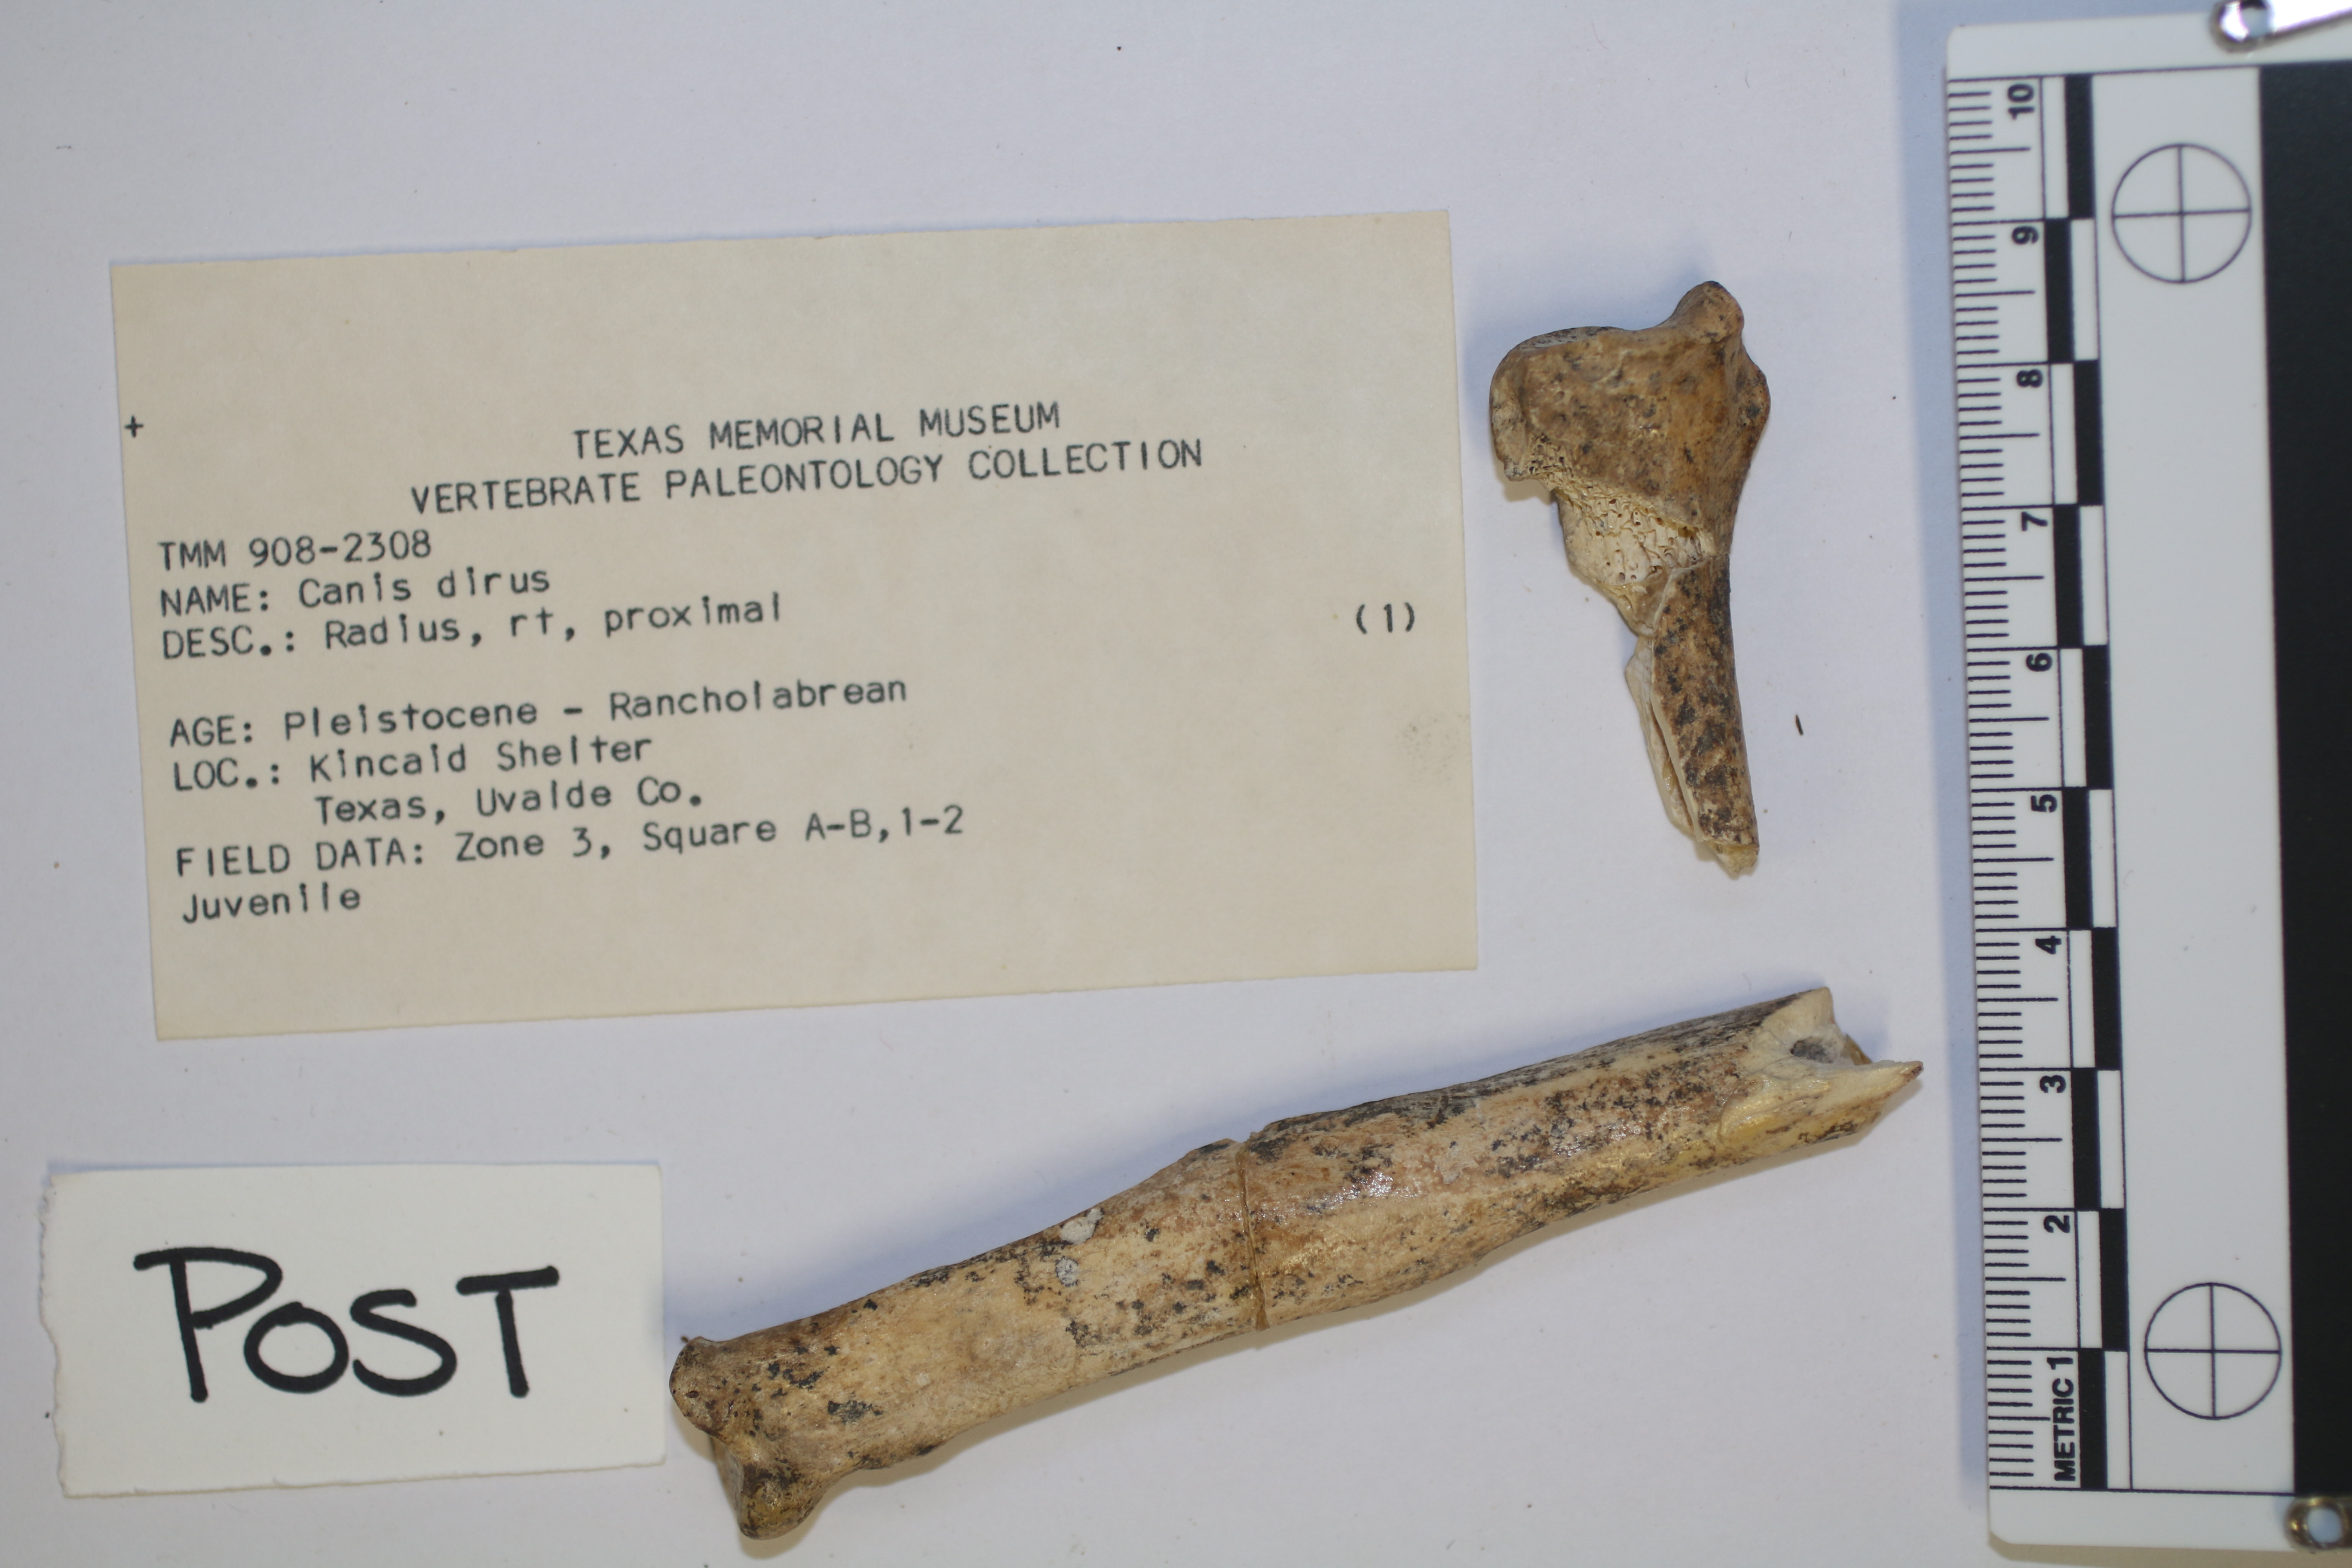 +
TEXAS MEMORIAL MUSEUM
VERTEBRATE PALEONTOLOGY COLLECTION
TMM 908-2308
NAME: Canis dirus
DESC.: Radius, rt, proximal (1)
AGE: Pleistocene - Rancholabrean
LOC.: Kincaid Shelter
Texas, Uvalde Co.
FIELD DATA: Zone 3, Square A-B,1-2
Juvenile
POST
10
9
8
7
6
5
4
3
2
METRIC 1